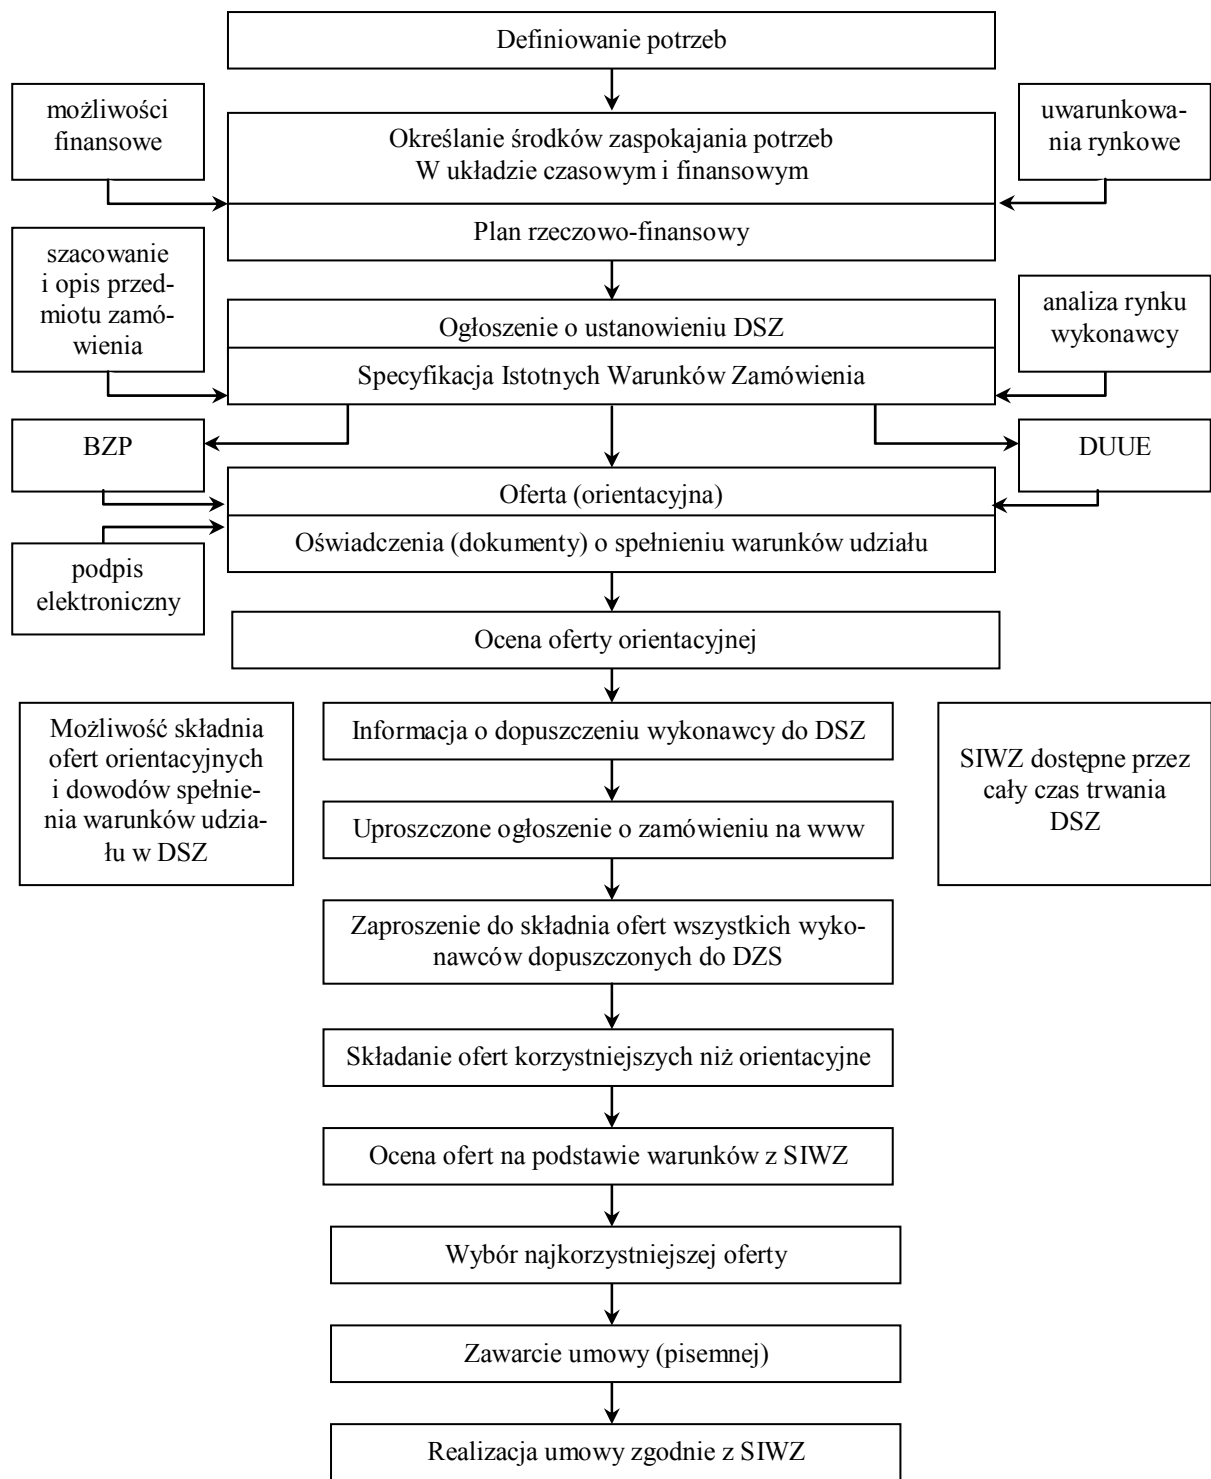 Definiowanie potrzeb
możliwości
finansowe
Określanie środków zaspokajania potrzeb
W układzie czasowym i finansowym
uwarunkowa-
nia rynkowe
Plan rzeczowo-finansowy
szacowanie
i opis przed-
miotu zamó-
wienia
Ogłoszenie o ustanowieniu DSZ
analiza rynku
wykonawcy
Specyfikacja Istotnych Warunków Zamówienia
BZP
DUUE
Oferta (orientacyjna)
Oświadczenia (dokumenty) o spełnieniu warunków udziału
podpis
elektroniczny
Ocena oferty orientacyjnej
Możliwość składnia
ofert orientacyjnych
i dowodów spełnie-
nia warunków udzia-
łu w DSZ
Informacja o dopuszczeniu wykonawcy do DSZ
SIWZ dostępne przez
cały czas trwania
DSZ
Uproszczone ogłoszenie o zamówieniu na www
Zaproszenie do składnia ofert wszystkich wyko-
nawców dopuszczonych do DZS
Składanie ofert korzystniejszych niż orientacyjne
Ocena ofert na podstawie warunków z SIWZ
Wybór najkorzystniejszej oferty
Zawarcie umowy (pisemnej)
Realizacja umowy zgodnie z SIWZ